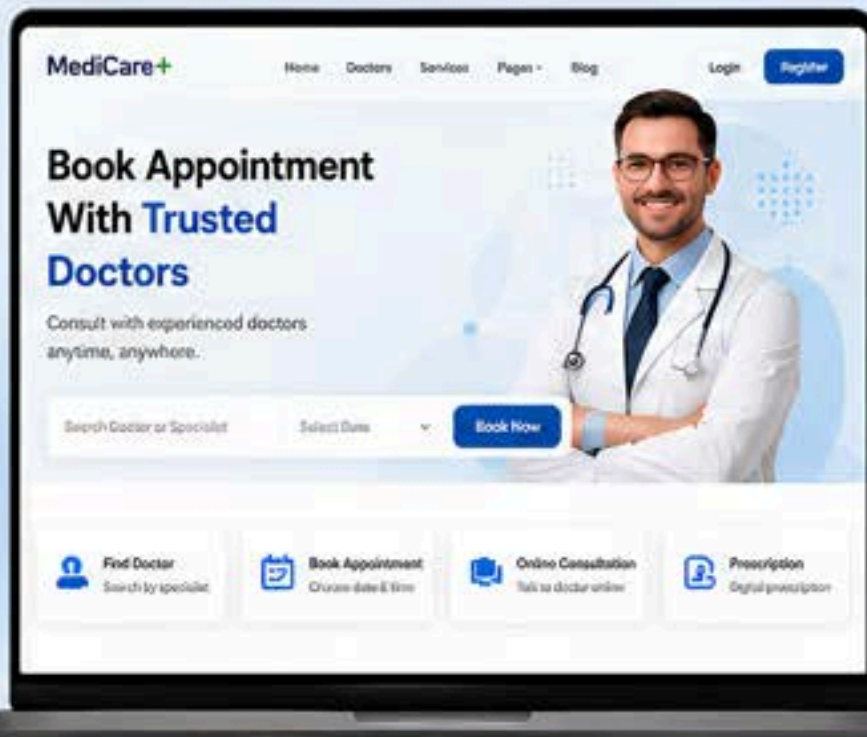 MediCare+
Home Doctors Services Pages Blog Login Register
Book Appointment
With Trusted
Doctors
Consult with experienced doctors
anytime, anywhere.
Search Doctor or Specialist Select Date Book Now
Find Doctor
Search by specialist
Book Appointment
Choose date & time
Online Consultation
Talk to doctor online
Prescription
Digital prescription